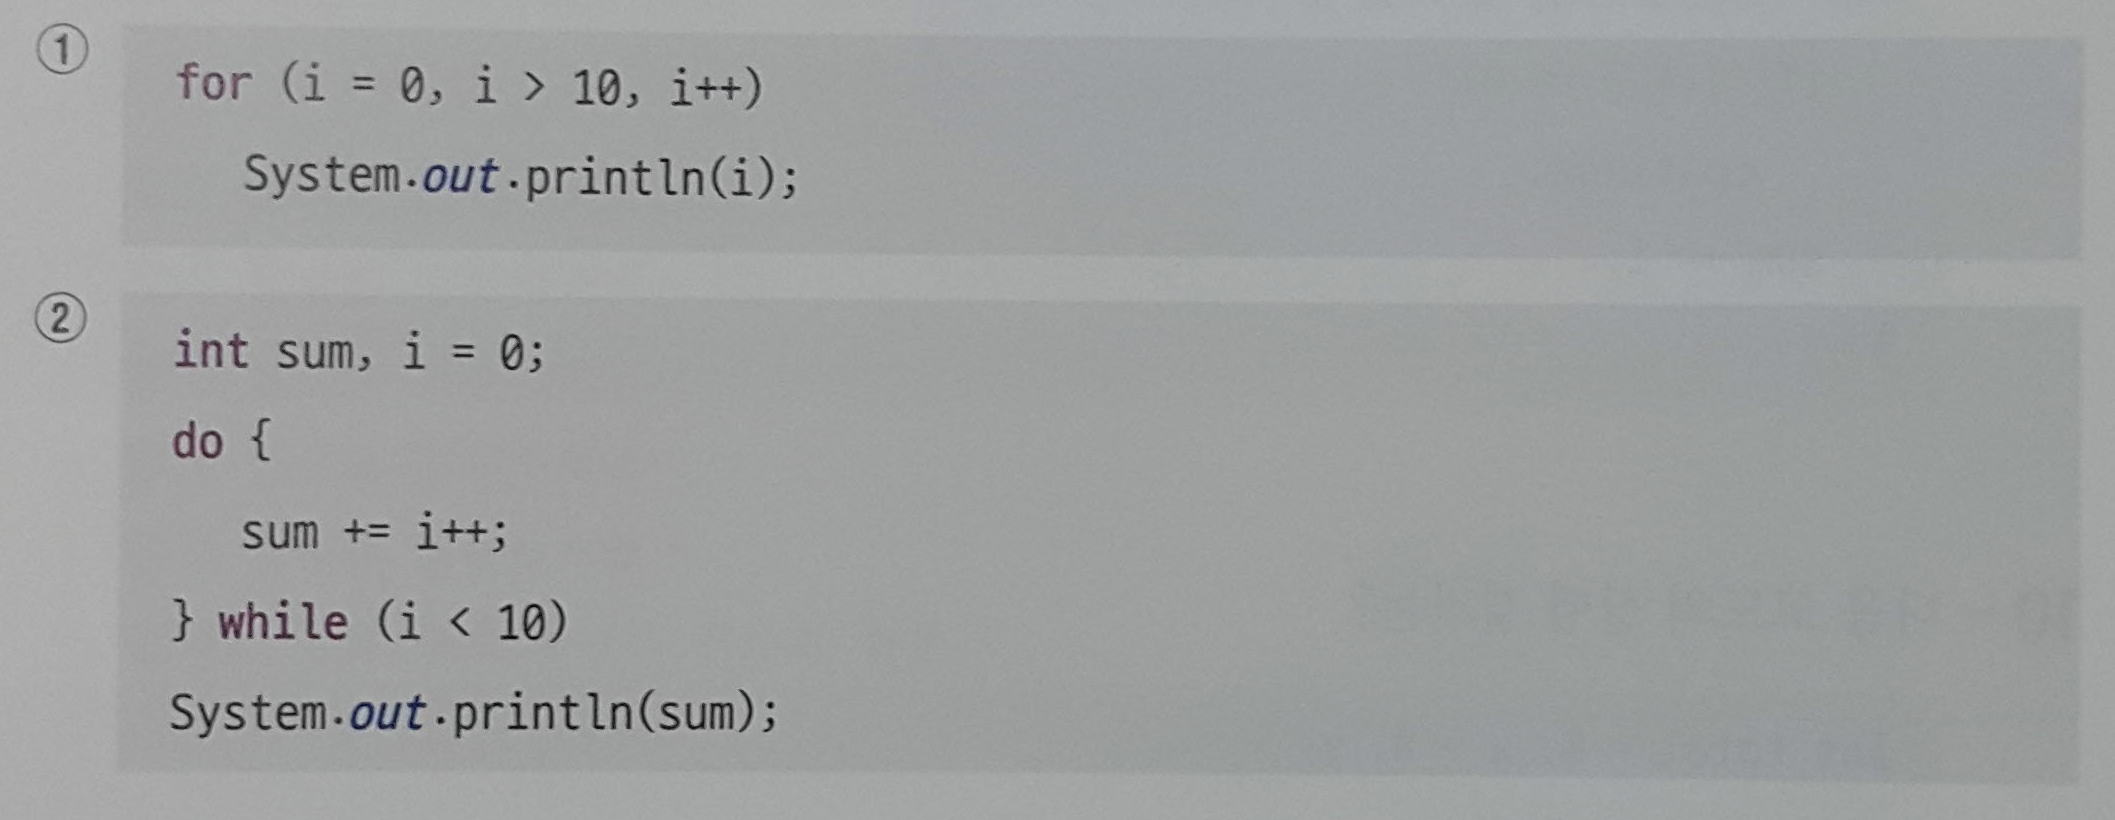 ①
for (i = 0, i > 10, i++)
System.out.println(i);
②
int sum, i = 0;
do {
sum += i++;
} while (i < 10)
System.out.println(sum);